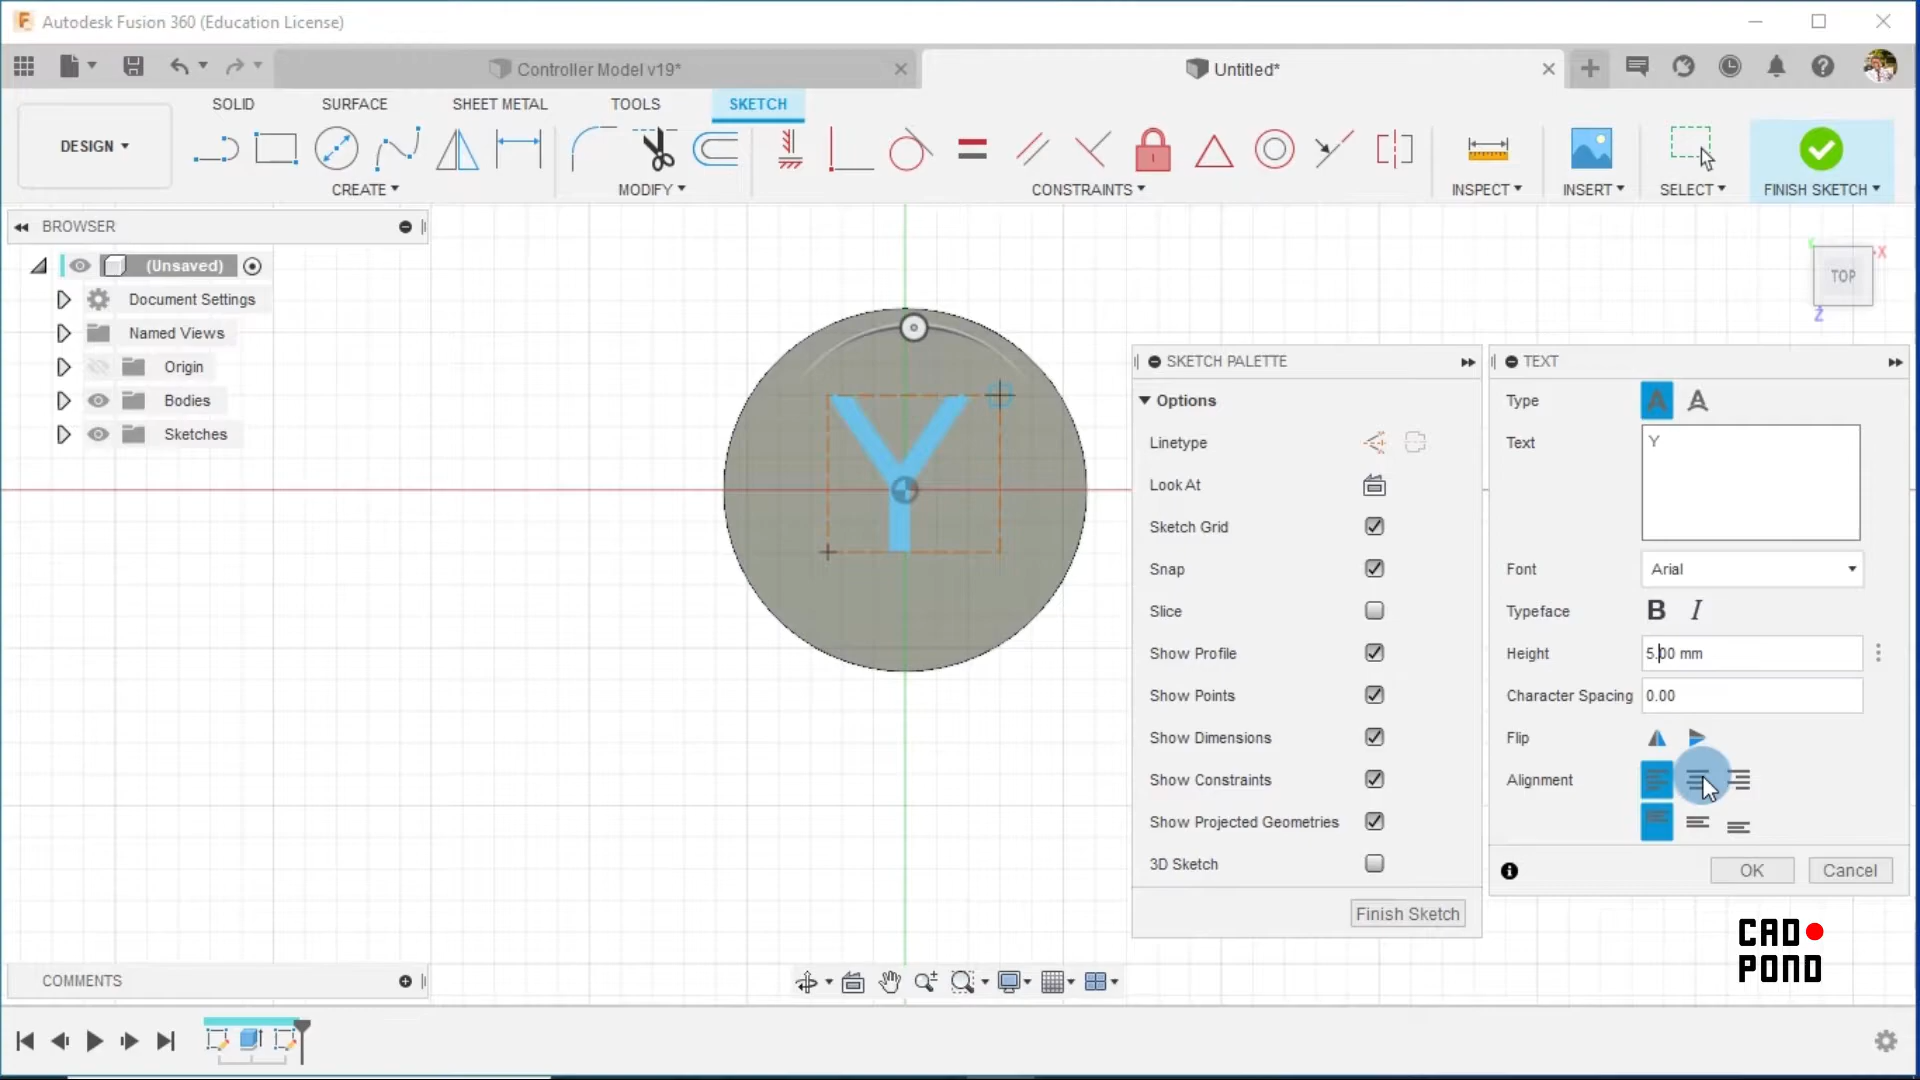 Autodesk Fusion 360 (Education License)
Controller Model v19*
Untitled*
SOLID
SURFACE
SHEET METAL
TOOLS
SKETCH
DESIGN
CREATE
MODIFY
CONSTRAINTS
INSPECT
INSERT
SELECT
FINISH SKETCH
BROWSER
(Unsaved)
Document Settings
Named Views
Origin
Bodies
Sketches
Y
TOP
X
Z
SKETCH PALETTE
Options
Linetype
Look At
Sketch Grid
Snap
Slice
Show Profile
Show Points
Show Dimensions
Show Constraints
Show Projected Geometries
3D Sketch
Finish Sketch
TEXT
Type
Text
Y
Font
Arial
Typeface
B I
Height
5.00 mm
Character Spacing
0.00
Flip
Alignment
OK
Cancel
CAD
POND
COMMENTS